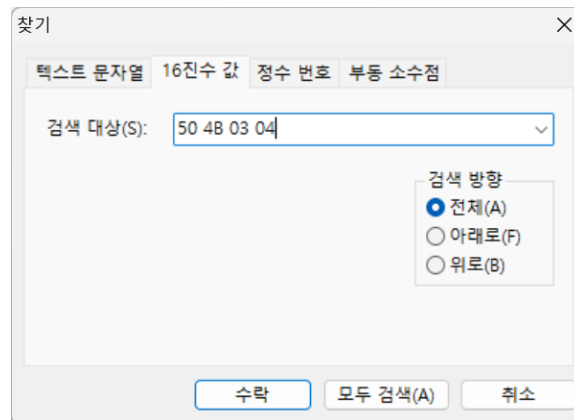 찾기
텍스트 문자열 16진수 값 정수 번호 부동 소수점
검색 대상(S): 50 4B 03 04
검색 방향
전체(A)
아래로(F)
위로(B)
수락 모두 검색(A) 취소